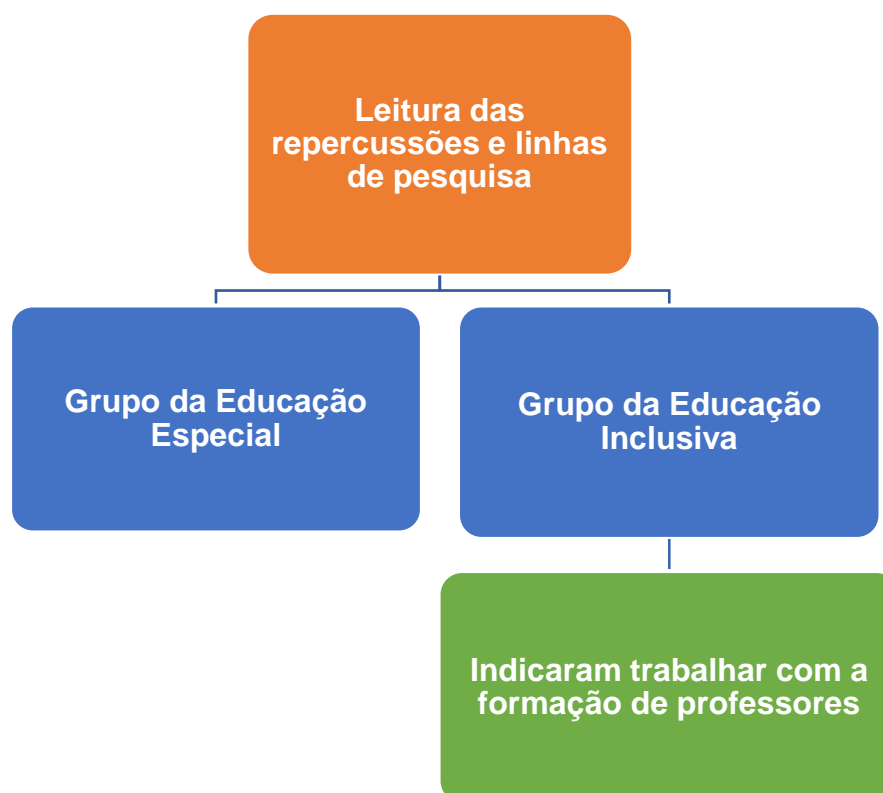 Leitura das
repercussões e linhas
de pesquisa
Grupo da Educação
Especial
Grupo da Educação
Inclusiva
Indicaram trabalhar com a
formação de professores